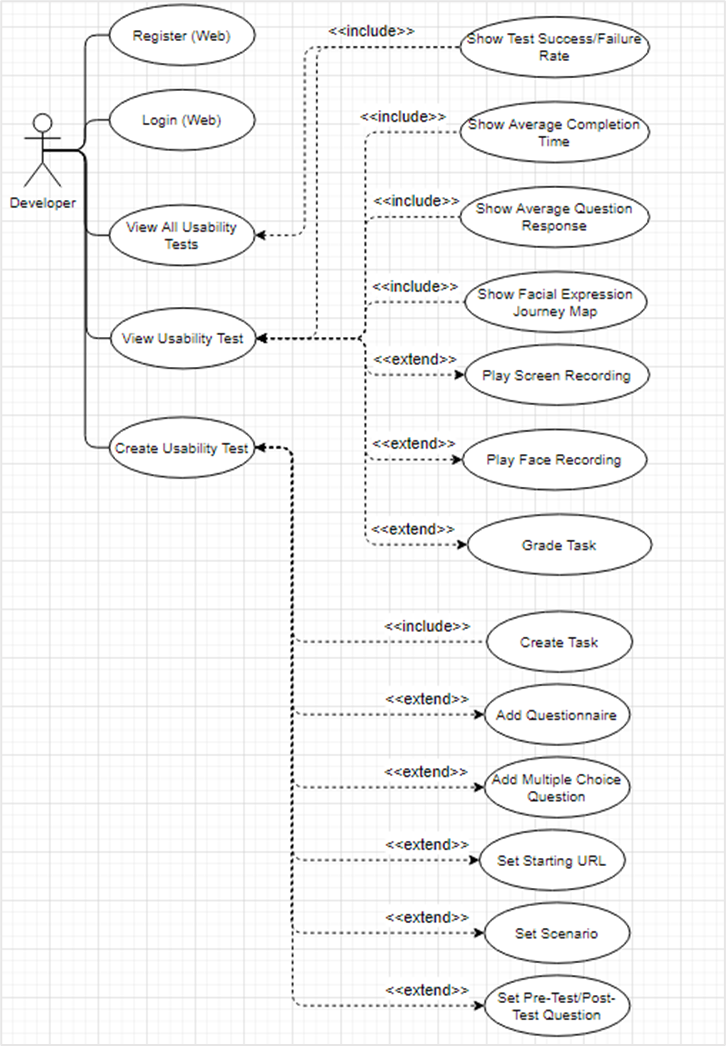 Register (Web)
Login (Web)
Developer
View All Usability
Tests
View Usability Test
Create Usability Test
<<include>>
Show Test Success/Failure
Rate
<<include>>
Show Average Completion
Time
<<include>>
Show Average Question
Response
<<include>>
Show Facial Expression
Journey Map
<<extend>>
Play Screen Recording
<<extend>>
Play Face Recording
<<extend>>
Grade Task
<<include>>
Create Task
<<extend>>
Add Questionnaire
<<extend>>
Add Multiple Choice
Question
<<extend>>
Set Starting URL
<<extend>>
Set Scenario
<<extend>>
Set Pre-Test/Post-
Test Question